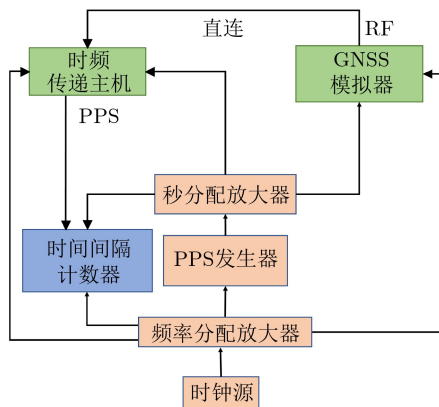 直连
RF
时频
传递主机
GNSS
模拟器
PPS
秒分配放大器
时间间隔
计数器
PPS发生器
频率分配放大器
时钟源